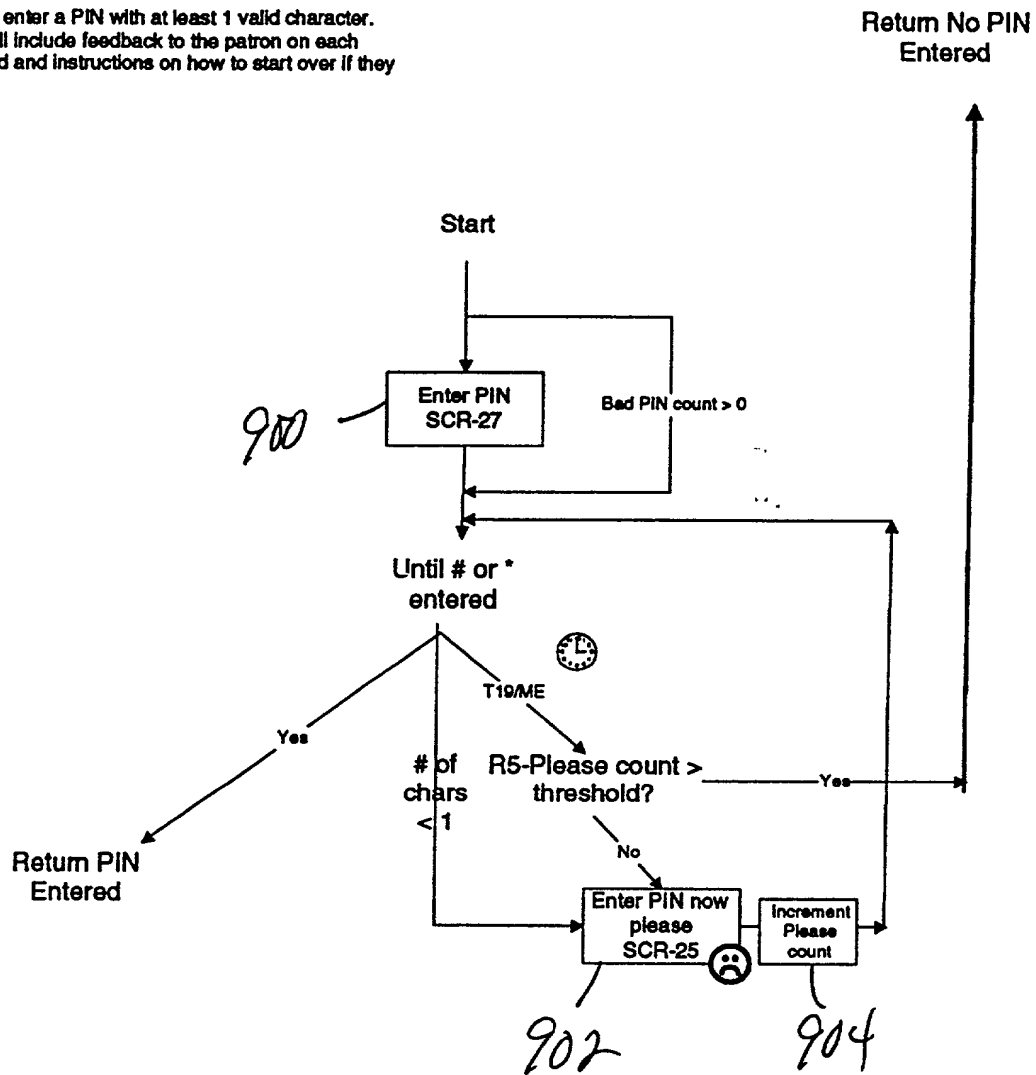 enter a PIN with at least 1 valid character.
include feedback to the patron on each
and instructions on how to start over if they
Return No PIN
Entered
Start
Enter PIN
SCR-27
Bad PIN count > 0
900
Until # or *
entered
T19/ME
Yes
# of
chars
< 1
R5-Please count >
threshold?
Yes
No
Return PIN
Entered
Enter PIN now
please
SCR-25
Increment
Please
count
902
904